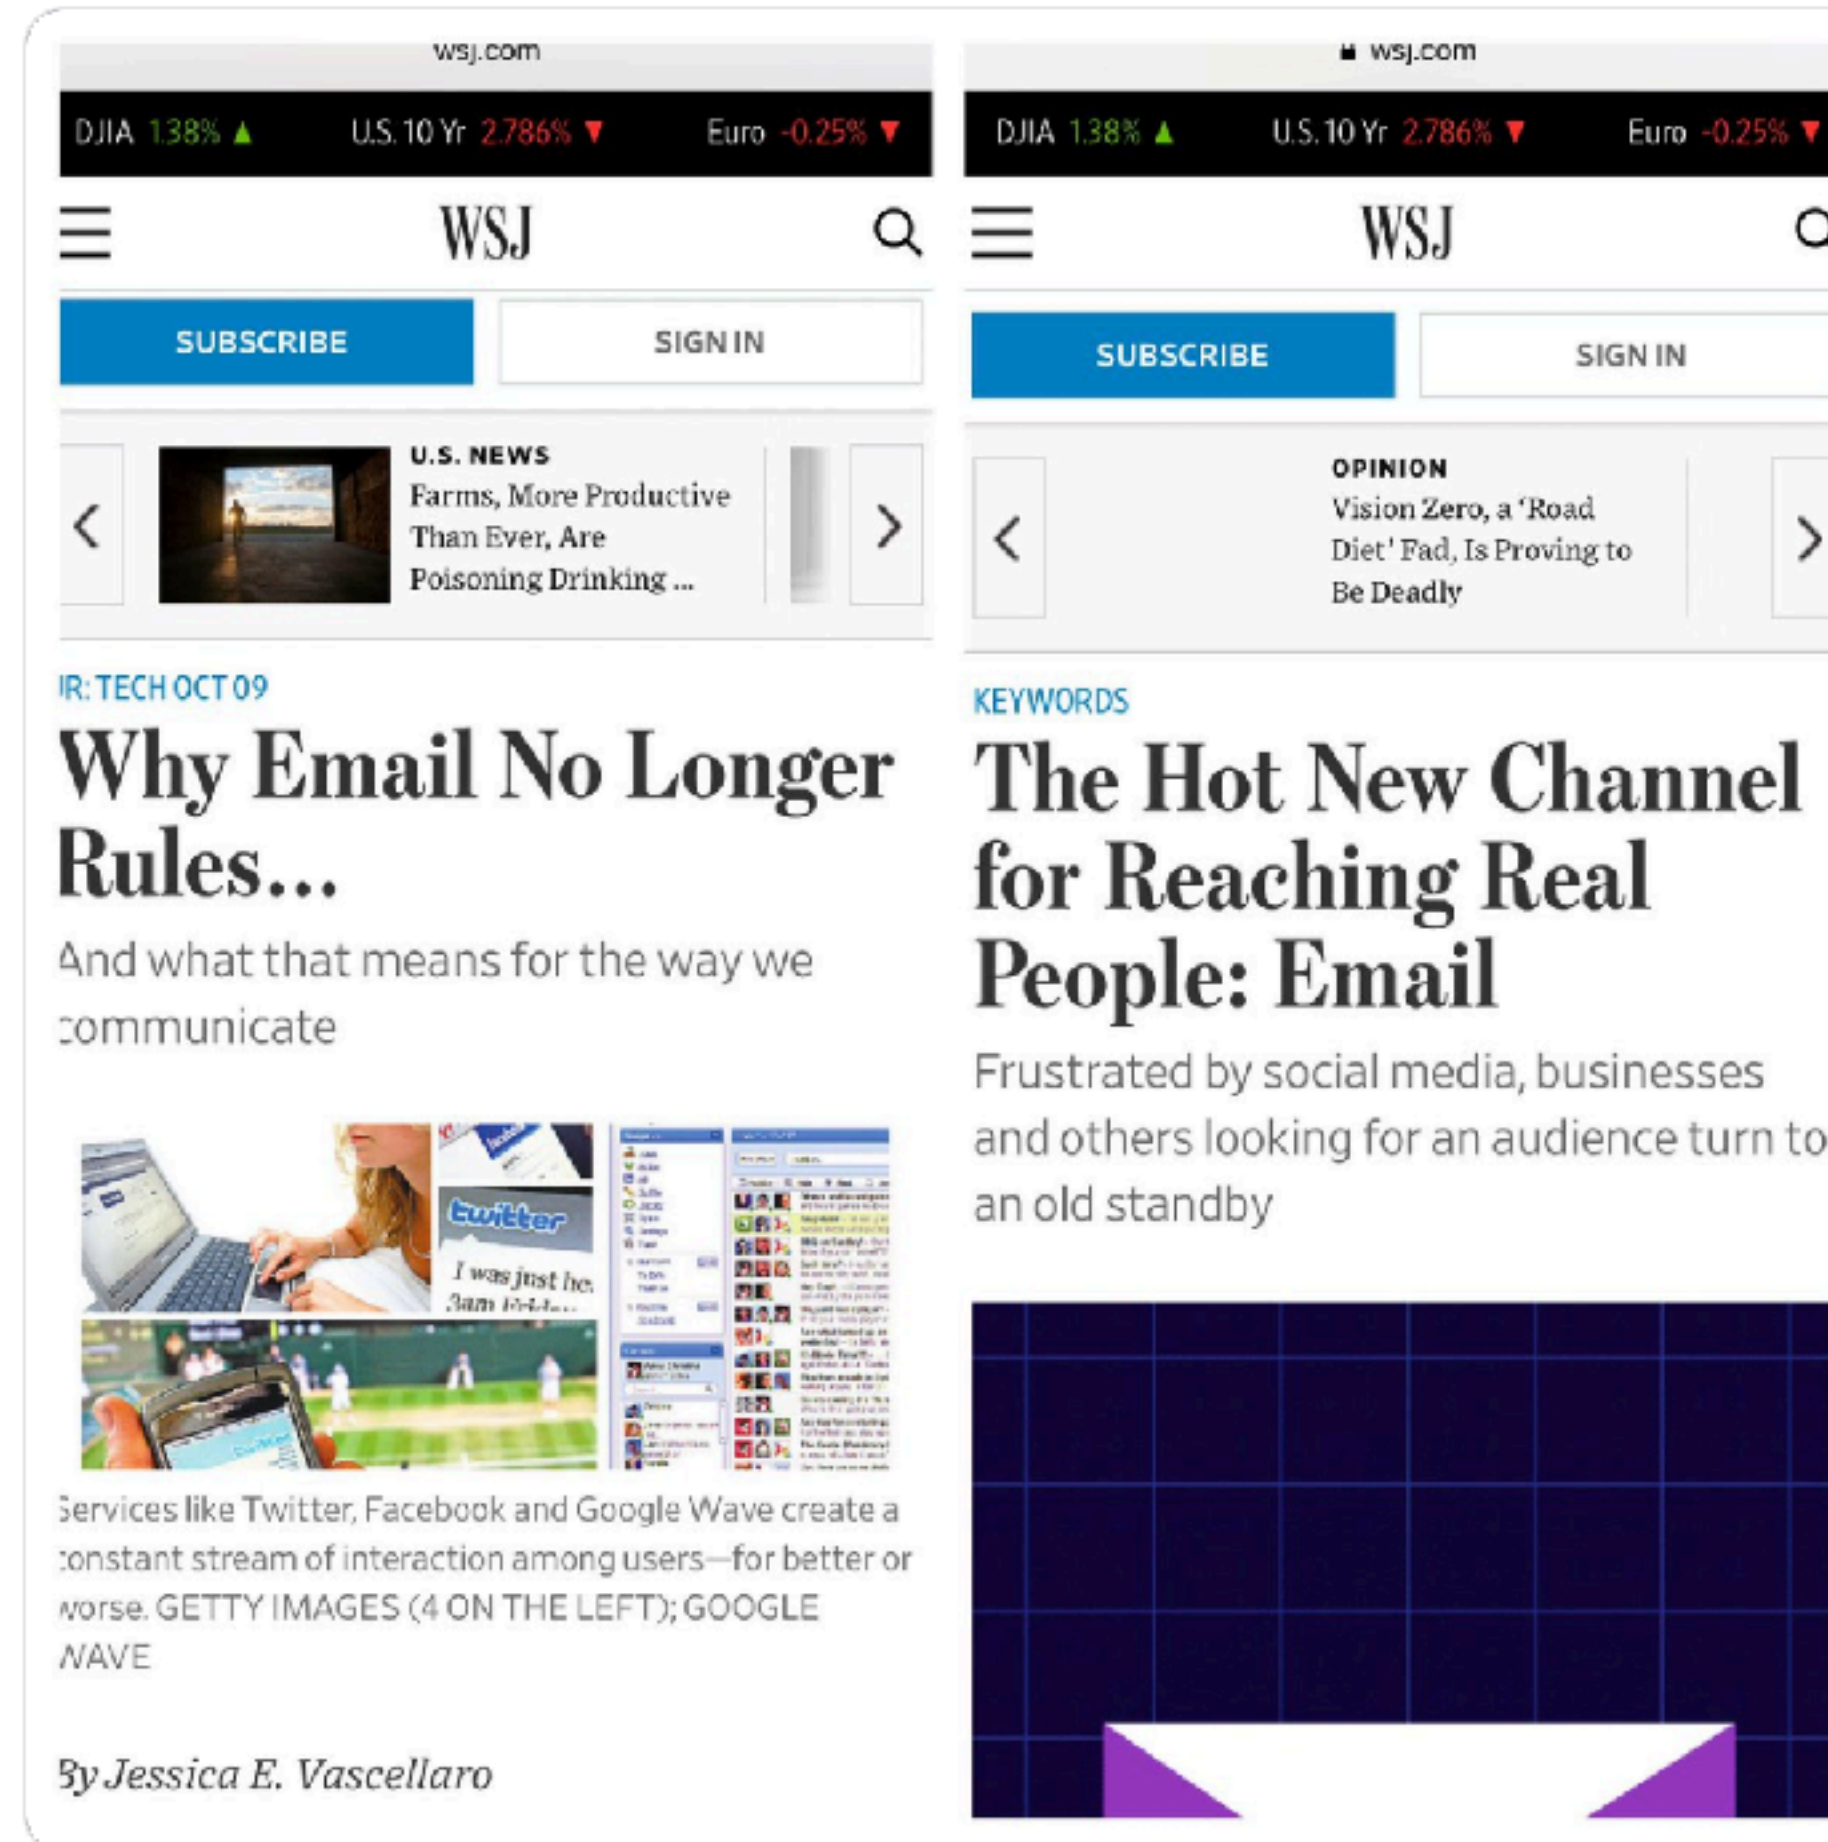 wsj.com
DJIA 1.38% ▲ U.S. 10 Yr 2.786% ▼ Euro -0.25% ▼
WSJ
SUBSCRIBE SIGN IN
U.S. NEWS
Farms, More Productive
Than Ever, Are
Poisoning Drinking ...
R: TECH OCT 09
Why Email No Longer
Rules...
And what that means for the way we
communicate
twitter
I was just he
3am Friday
twitter
Services like Twitter, Facebook and Google Wave create a
constant stream of interaction among users—for better or
worse. GETTY IMAGES (4 ON THE LEFT); GOOGLE
WAVE
By Jessica E. Vascellaro
wsj.com
DJIA 1.38% ▲ U.S. 10 Yr 2.786% ▼ Euro -0.25% ▼
WSJ
SUBSCRIBE SIGN IN
OPINION
Vision Zero, a ‘Road
Diet’ Fad, Is Proving to
Be Deadly
KEYWORDS
The Hot New Channel
for Reaching Real
People: Email
Frustrated by social media, businesses
and others looking for an audience turn to
an old standby